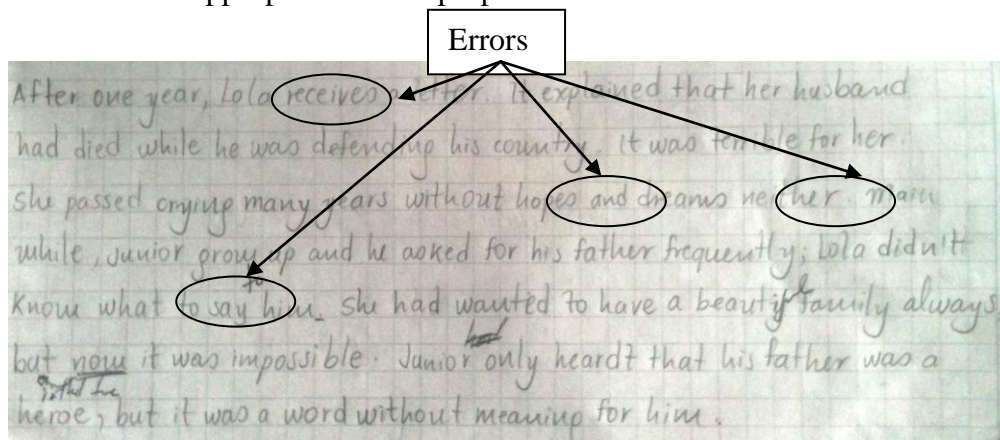 Errors
After one year, Lola receives a letter. It explained that her husband
had died while he was defending his country. It was terrible for her.
She passed crying many years without hopes and dreams neither. Main
while, Junior grow up and he asked for his father frequently; Lola didn't
to
know what to say him. She had wanted to have a beautiful family always
had
but now it was impossible. Junior only heardt that his father was a
heroe, but it was a word without meaning for him.